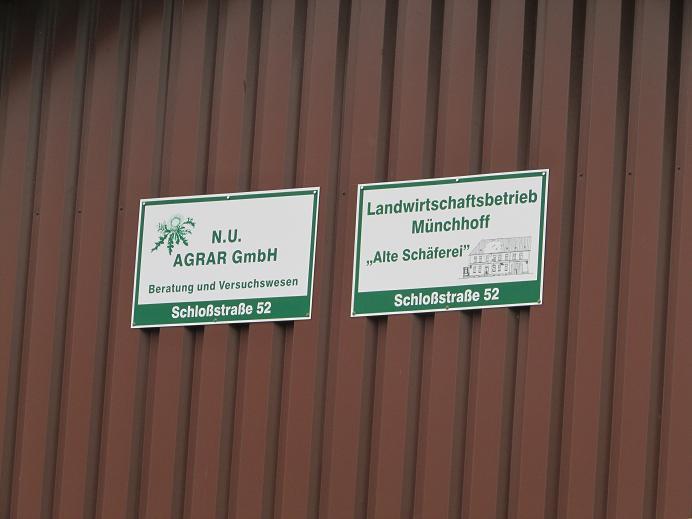 N.U.
AGRAR GmbH
Beratung und Versuchswesen
Schloßstraße 52
Landwirtschaftsbetrieb
Münchhoff
„Alte Schäferei”
Schloßstraße 52